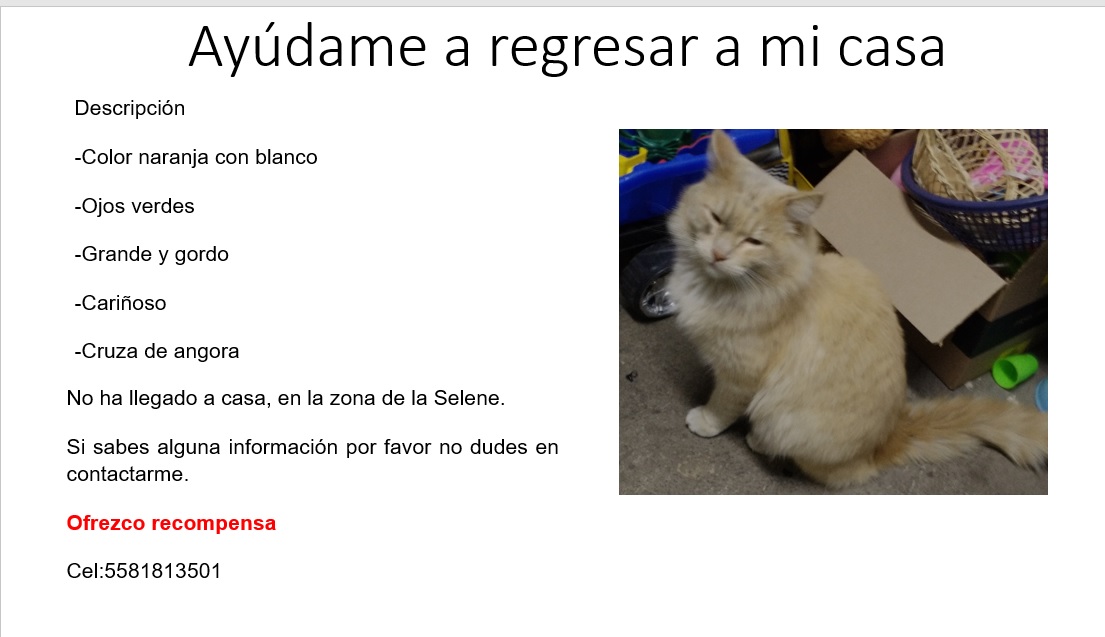 Ayúdame a regresar a mi casa
Descripción
-Color naranja con blanco
-Ojos verdes
-Grande y gordo
-Cariñoso
-Cruza de angora
No ha llegado a casa, en la zona de la Selene.
Si sabes alguna información por favor no dudes en
contactarme.
Ofrezco recompensa
Cel:5581813501